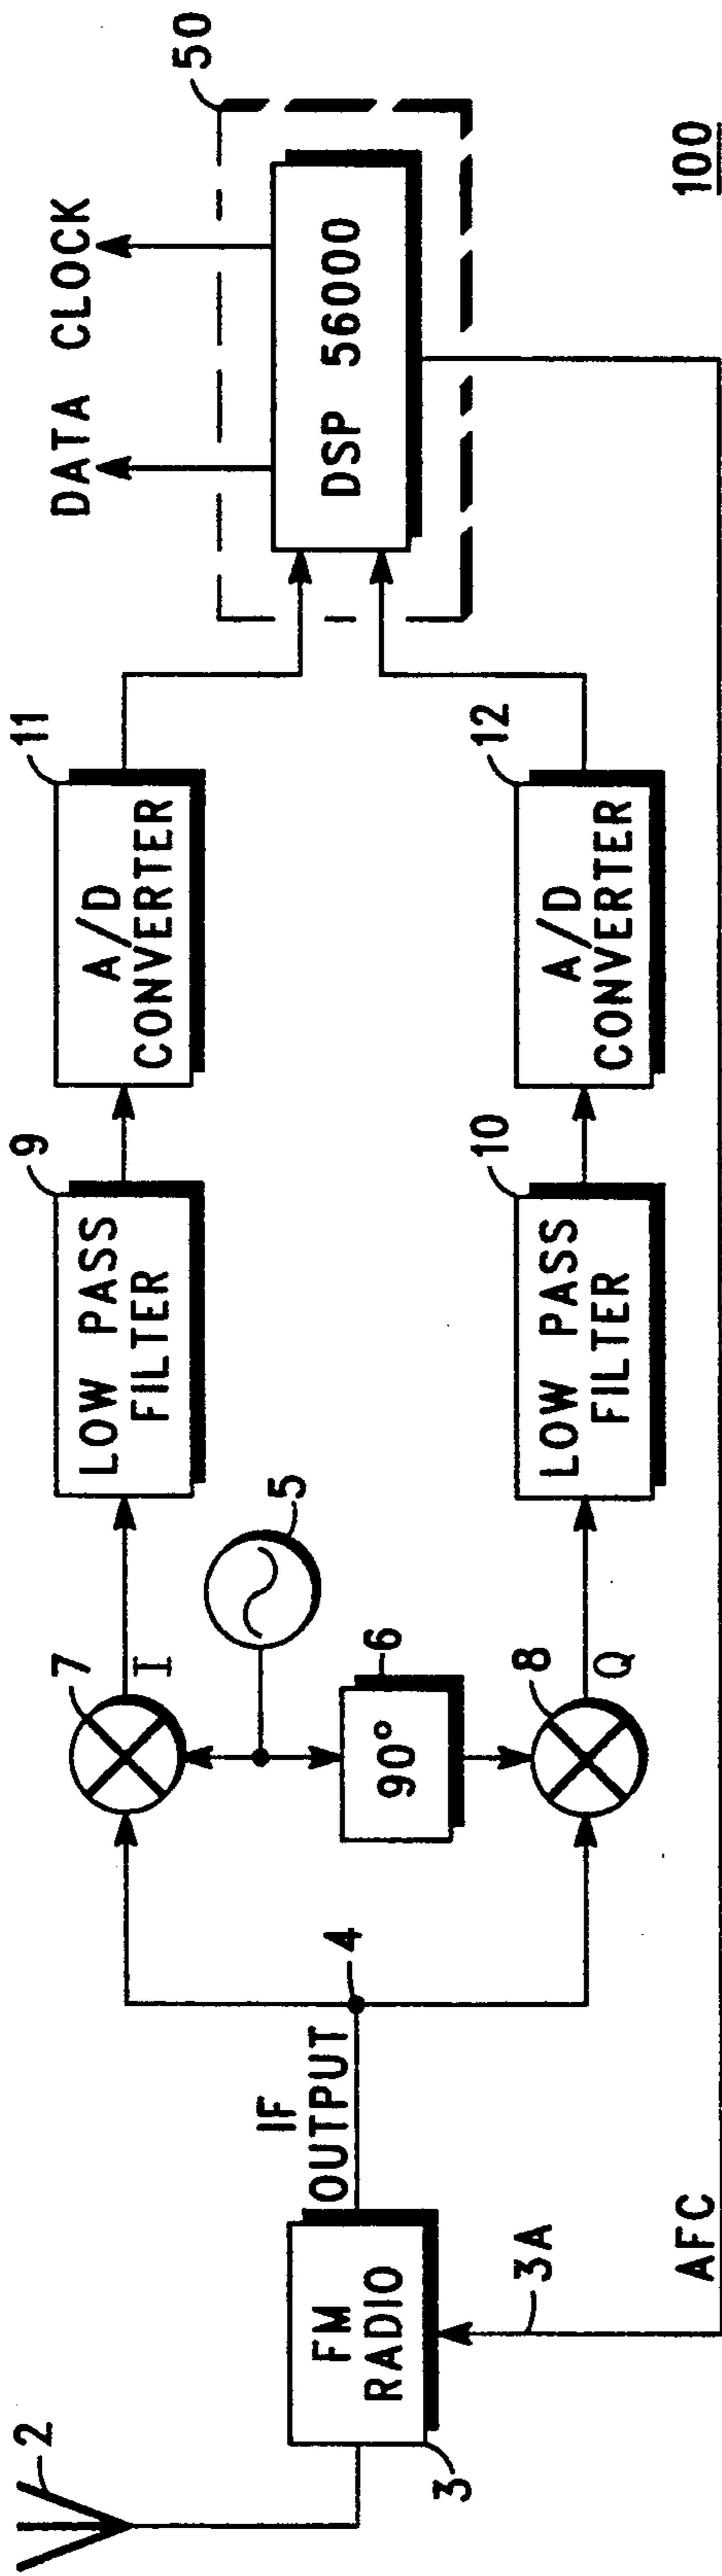 2
FM
RADIO
3
3A
AFC
IF
OUTPUT
4
7
I
5
90°
6
8
Q
LOW PASS
FILTER
9
LOW PASS
FILTER
10
A/D
CONVERTER
11
A/D
CONVERTER
12
DATA CLOCK
DSP 56000
50
100